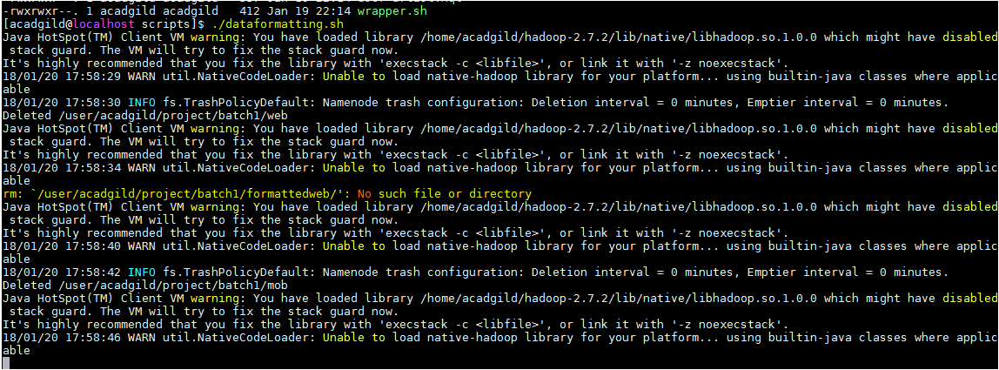 -rwxrwxr--. 1 acadgild acadgild   412 Jan 19 22:14 wrapper.sh
[acadgild@localhost scripts]$ ./dataformatting.sh
Java HotSpot(TM) Client VM warning: You have loaded library /home/acadgild/hadoop-2.7.2/lib/native/libhadoop.so.1.0.0 which might have disabled
 stack guard. The VM will try to fix the stack guard now.
It's highly recommended that you fix the library with 'execstack -c <libfile>', or link it with '-z noexecstack'.
18/01/20 17:58:29 WARN util.NativeCodeLoader: Unable to load native-hadoop library for your platform... using builtin-java classes where applic
able
18/01/20 17:58:30 INFO fs.TrashPolicyDefault: Namenode trash configuration: Deletion interval = 0 minutes, Emptier interval = 0 minutes.
Deleted /user/acadgild/project/batch1/web
Java HotSpot(TM) Client VM warning: You have loaded library /home/acadgild/hadoop-2.7.2/lib/native/libhadoop.so.1.0.0 which might have disabled
 stack guard. The VM will try to fix the stack guard now.
It's highly recommended that you fix the library with 'execstack -c <libfile>', or link it with '-z noexecstack'.
18/01/20 17:58:34 WARN util.NativeCodeLoader: Unable to load native-hadoop library for your platform... using builtin-java classes where applic
able
rm: `/user/acadgild/project/batch1/formattedweb/': No such file or directory
Java HotSpot(TM) Client VM warning: You have loaded library /home/acadgild/hadoop-2.7.2/lib/native/libhadoop.so.1.0.0 which might have disabled
 stack guard. The VM will try to fix the stack guard now.
It's highly recommended that you fix the library with 'execstack -c <libfile>', or link it with '-z noexecstack'.
18/01/20 17:58:40 WARN util.NativeCodeLoader: Unable to load native-hadoop library for your platform... using builtin-java classes where applic
able
18/01/20 17:58:42 INFO fs.TrashPolicyDefault: Namenode trash configuration: Deletion interval = 0 minutes, Emptier interval = 0 minutes.
Deleted /user/acadgild/project/batch1/mob
Java HotSpot(TM) Client VM warning: You have loaded library /home/acadgild/hadoop-2.7.2/lib/native/libhadoop.so.1.0.0 which might have disabled
 stack guard. The VM will try to fix the stack guard now.
It's highly recommended that you fix the library with 'execstack -c <libfile>', or link it with '-z noexecstack'.
18/01/20 17:58:46 WARN util.NativeCodeLoader: Unable to load native-hadoop library for your platform... using builtin-java classes where applic
able